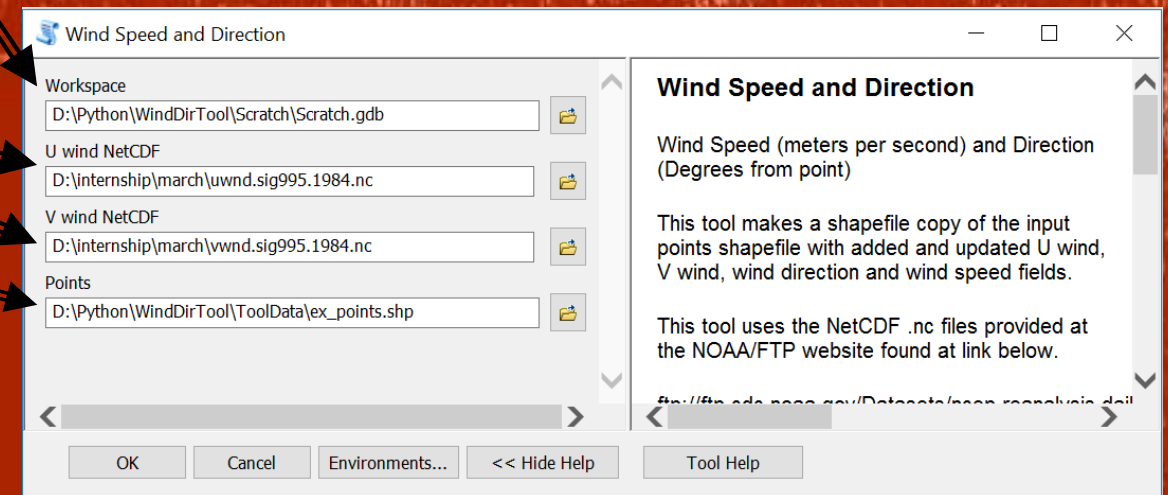 Wind Speed and Direction
Workspace
D:\Python\WindDirTool\Scratch\Scratch.gdb
U wind NetCDF
D:\internship\march\uwnd.sig995.1984.nc
V wind NetCDF
D:\internship\march\vwnd.sig995.1984.nc
Points
D:\Python\WindDirTool\ToolData\ex_points.shp
Wind Speed and Direction
Wind Speed (meters per second) and Direction
(Degrees from point)
This tool makes a shapefile copy of the input
points shapefile with added and updated U wind,
V wind, wind direction and wind speed fields.
This tool uses the NetCDF .nc files provided at
the NOAA/FTP website found at link below.
OK
Cancel
Environments...
<< Hide Help
Tool Help